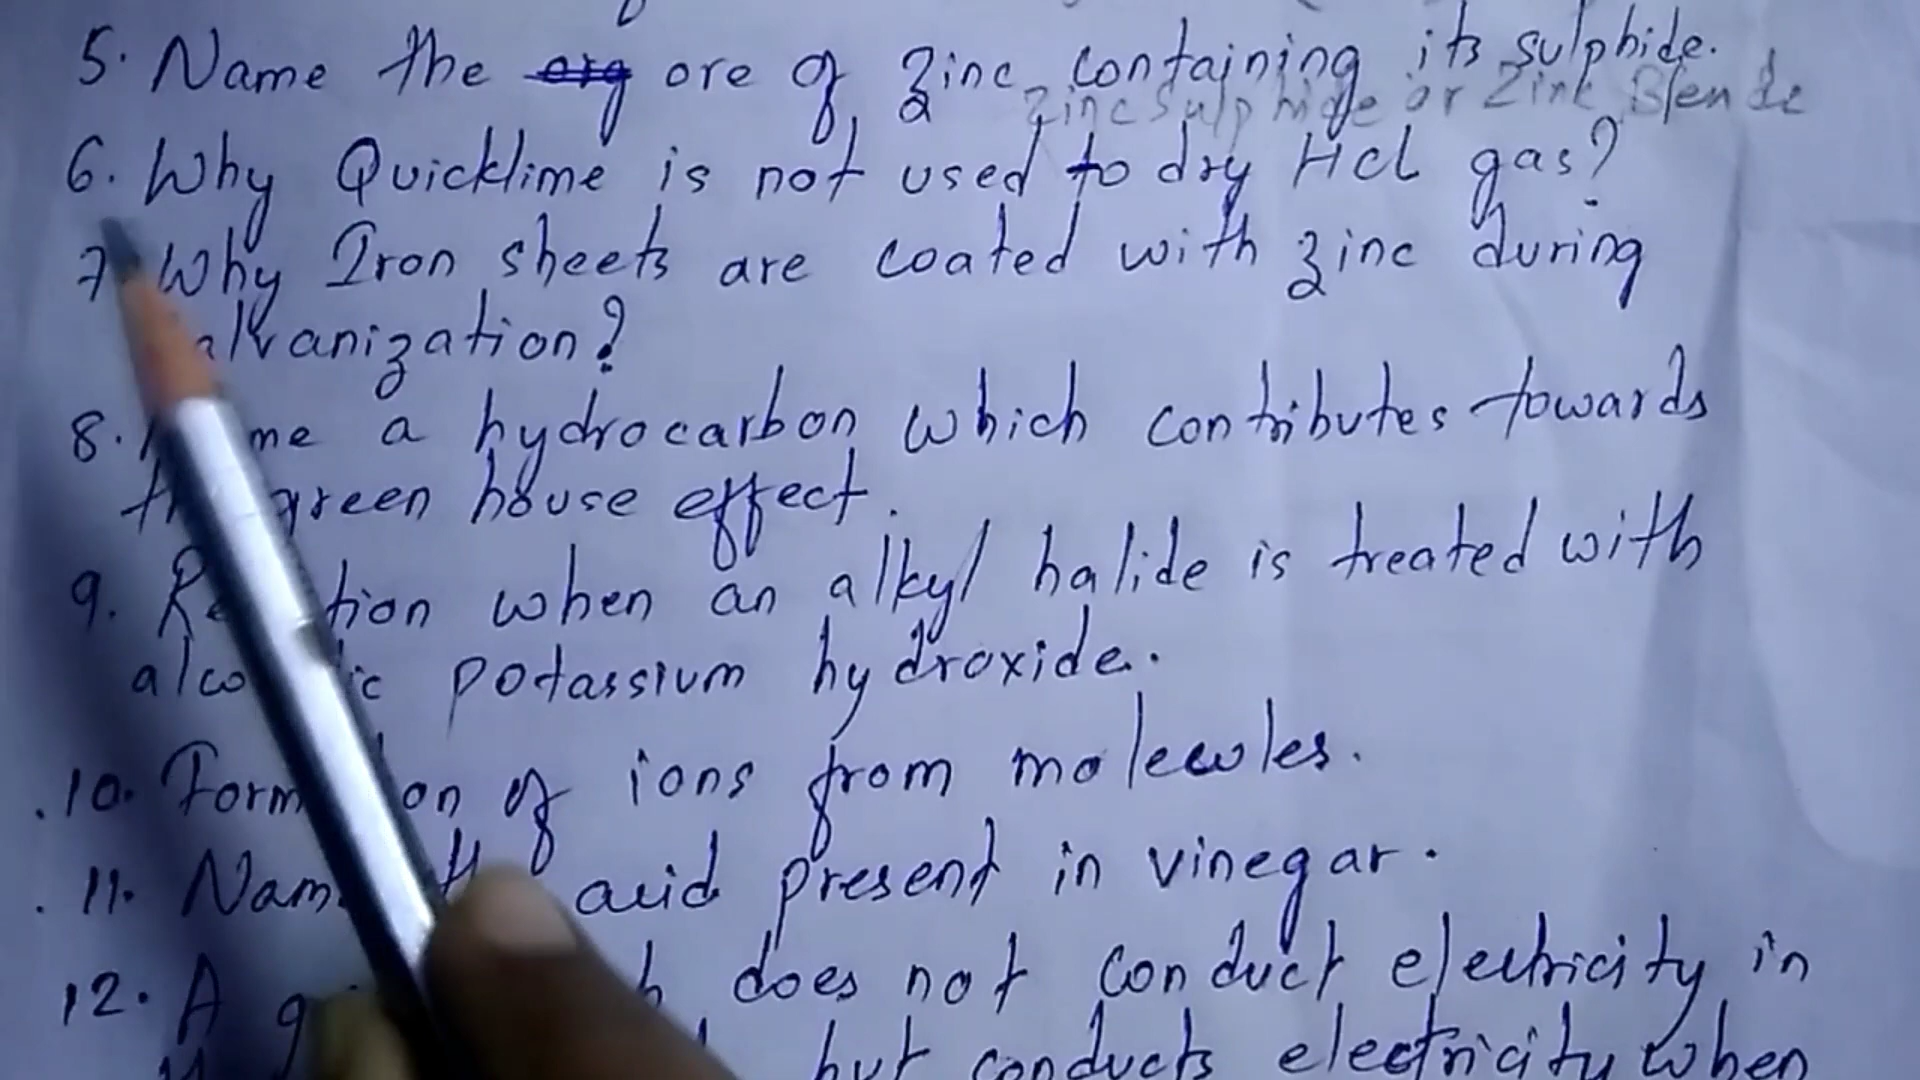 5. Name the ore of Zinc containing its sulphide.
Zinc sulphide or Zink Blende
6. Why Quicklime is not used to dry HCl gas?
7. Why Iron sheets are coated with zinc during
alvanization?
8. me a hydrocarbon which contributes towards
green house effect.
9. tion when an alkyl halide is treated with
alco ic potassium hydroxide.
10. Form on of ions from molecules.
11. Nam acid present in vinegar.
12. A g h does not conduct electricity in
but conducts electricity when